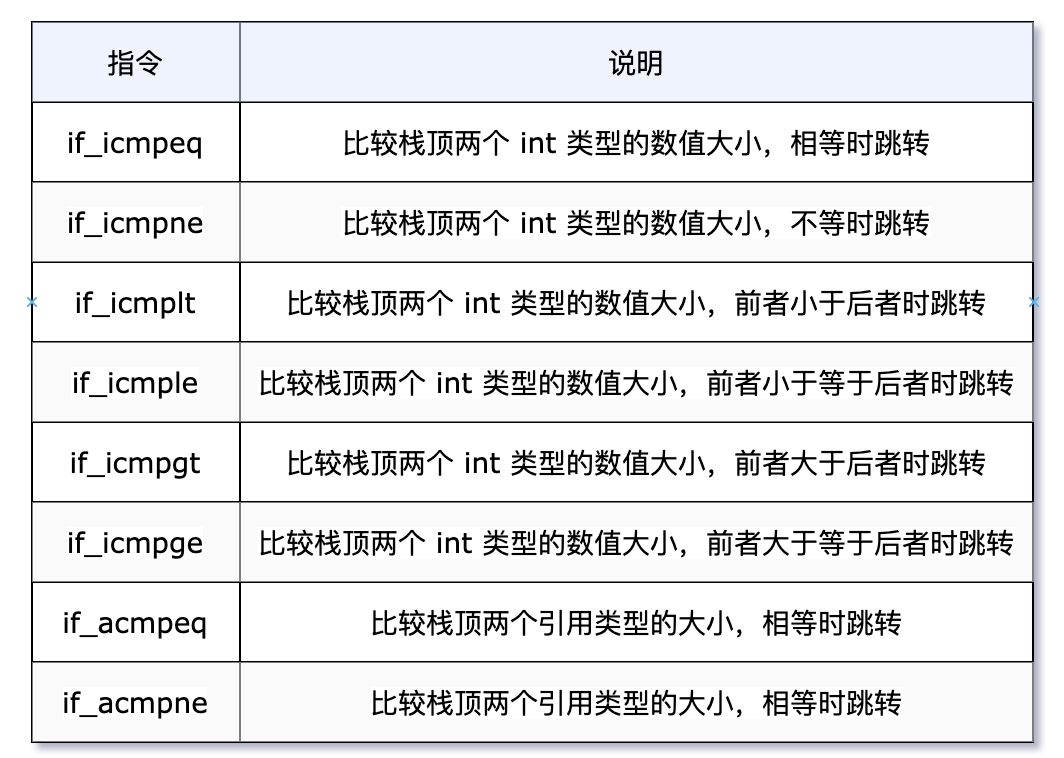 指令 说明
if_icmpeq 比较栈顶两个 int 类型的数值大小，相等时跳转
if_icmpne 比较栈顶两个 int 类型的数值大小，不等时跳转
if_icmplt 比较栈顶两个 int 类型的数值大小，前者小于后者时跳转
if_icmple 比较栈顶两个 int 类型的数值大小，前者小于等于后者时跳转
if_icmpgt 比较栈顶两个 int 类型的数值大小，前者大于后者时跳转
if_icmpge 比较栈顶两个 int 类型的数值大小，前者大于等于后者时跳转
if_acmpeq 比较栈顶两个引用类型的大小，相等时跳转
if_acmpne 比较栈顶两个引用类型的大小，相等时跳转